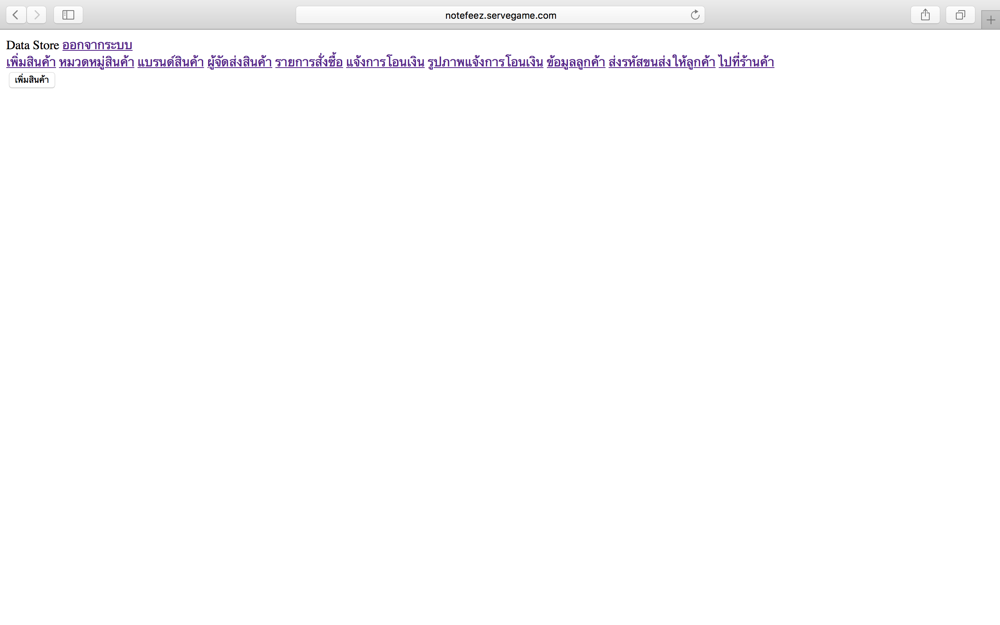 notefeez.servegame.com
Data Store ออกจากระบบ
เพิ่มสินค้า หมวดหมู่สินค้า แบรนด์สินค้า ผู้จัดส่งสินค้า รายการสั่งซื้อ แจ้งการโอนเงิน รูปภาพแจ้งการโอนเงิน ข้อมูลลูกค้า ส่งรหัสขนส่งให้ลูกค้า ไปที่ร้านค้า
เพิ่มสินค้า